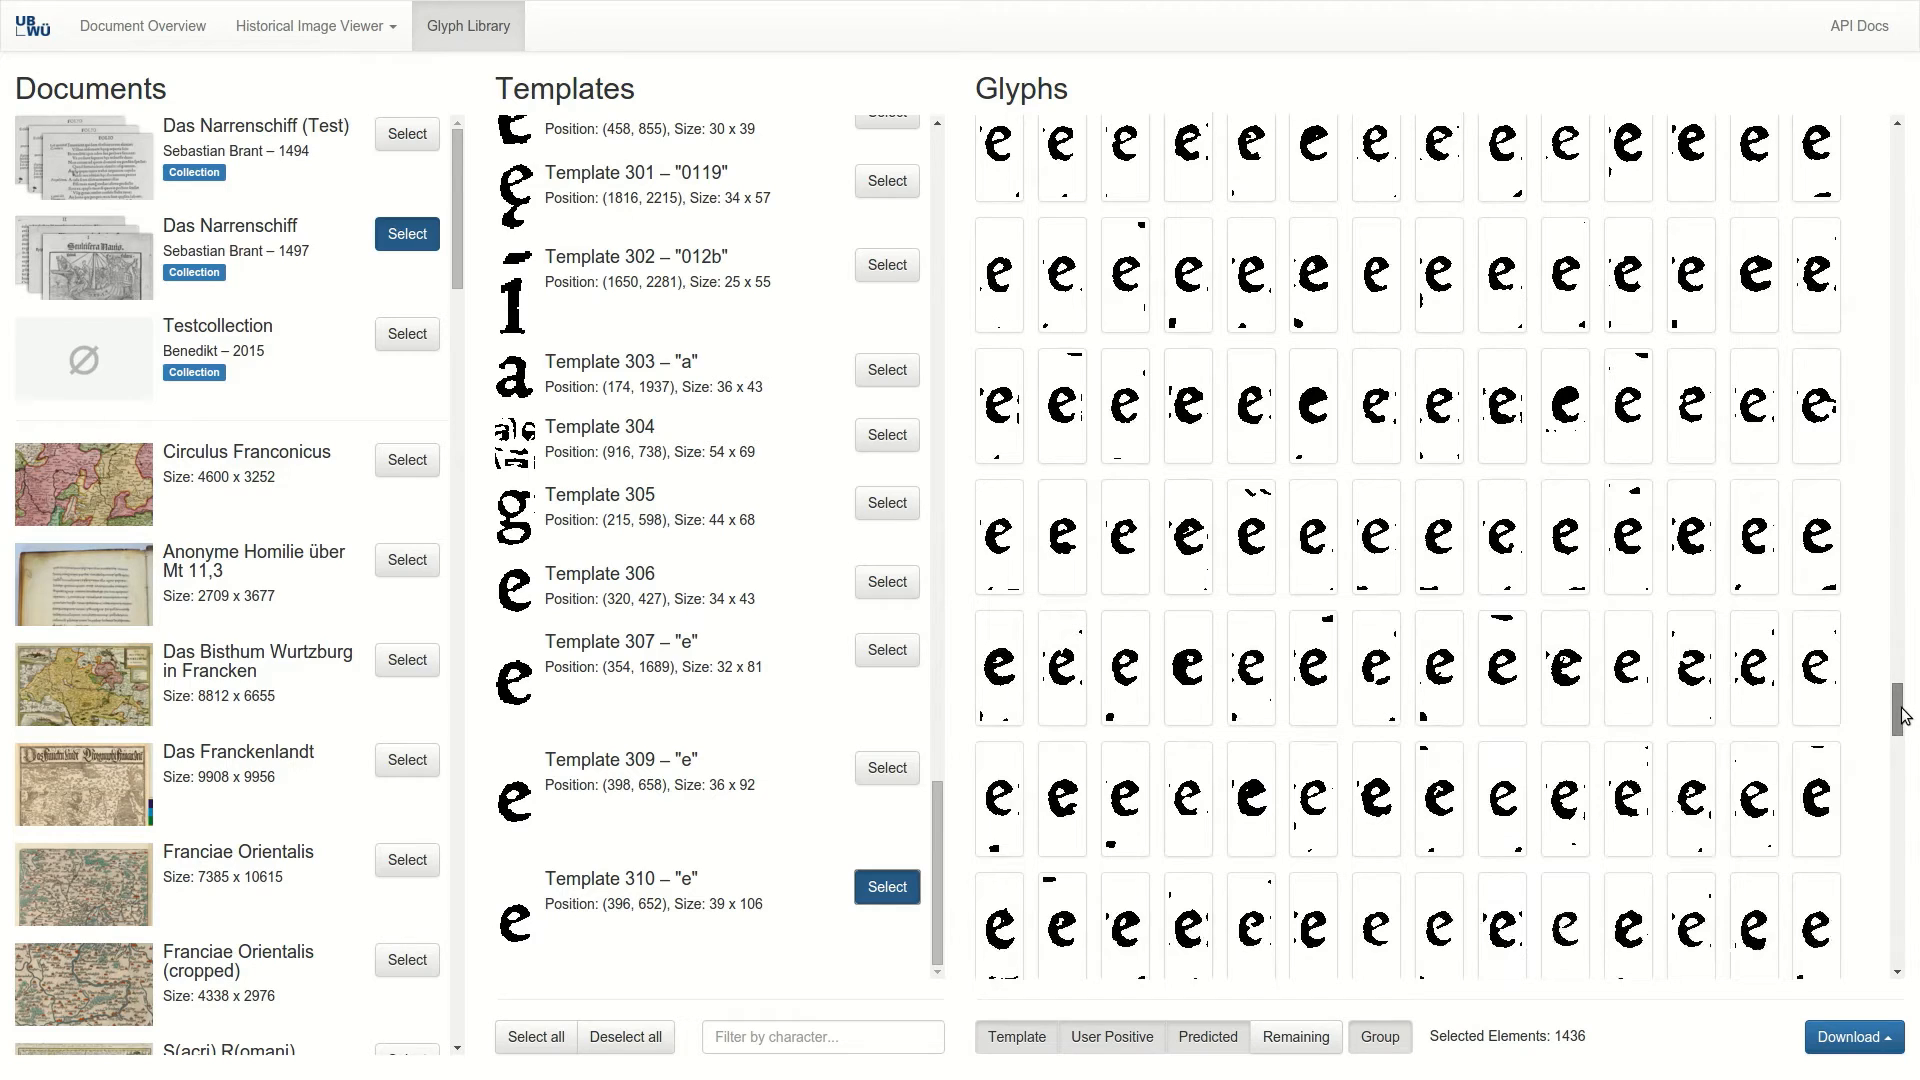 UB
WÜ
Document Overview
Historical Image Viewer
Glyph Library
API Docs
Documents
Das Narrenschiff (Test)
Sebastian Brant – 1494
Collection
Select
Das Narrenschiff
Sebastian Brant – 1497
Collection
Select
Testcollection
Benedikt – 2015
Collection
Select
Circulus Franconicus
Size: 4600 x 3252
Select
Anonyme Homilie über
Mt 11,3
Size: 2709 x 3677
Select
Das Bisthum Wurtzburg
in Francken
Size: 8812 x 6655
Select
Das Franckenlandt
Size: 9908 x 9956
Select
Franciae Orientalis
Size: 7385 x 10615
Select
Franciae Orientalis
(cropped)
Size: 4338 x 2976
Select
S(acri) R(omani)
Templates
Position: (458, 855), Size: 30 x 39
Select
Template 301 – "0119"
Position: (1816, 2215), Size: 34 x 57
Select
Template 302 – "012b"
Position: (1650, 2281), Size: 25 x 55
Select
a
Template 303 – "a"
Position: (174, 1937), Size: 36 x 43
Select
Template 304
Position: (916, 738), Size: 54 x 69
Select
g
Template 305
Position: (215, 598), Size: 44 x 68
Select
e
Template 306
Position: (320, 427), Size: 34 x 43
Select
e
Template 307 – "e"
Position: (354, 1689), Size: 32 x 81
Select
e
Template 309 – "e"
Position: (398, 658), Size: 36 x 92
Select
e
Template 310 – "e"
Position: (396, 652), Size: 39 x 106
Select
Select all
Deselect all
Filter by character...
Glyphs
e e e e e e e e e e e e e e
e e e e e e e e e e e e e e
e e e e e e e e e e e e e e
e e e e e e e e e e e e e e
e e e e e e e e e e e e e e
e e e e e e e e e e e e e e
e e e e e e e e e e e e e e
Template
User Positive
Predicted
Remaining
Group
Selected Elements: 1436
Download